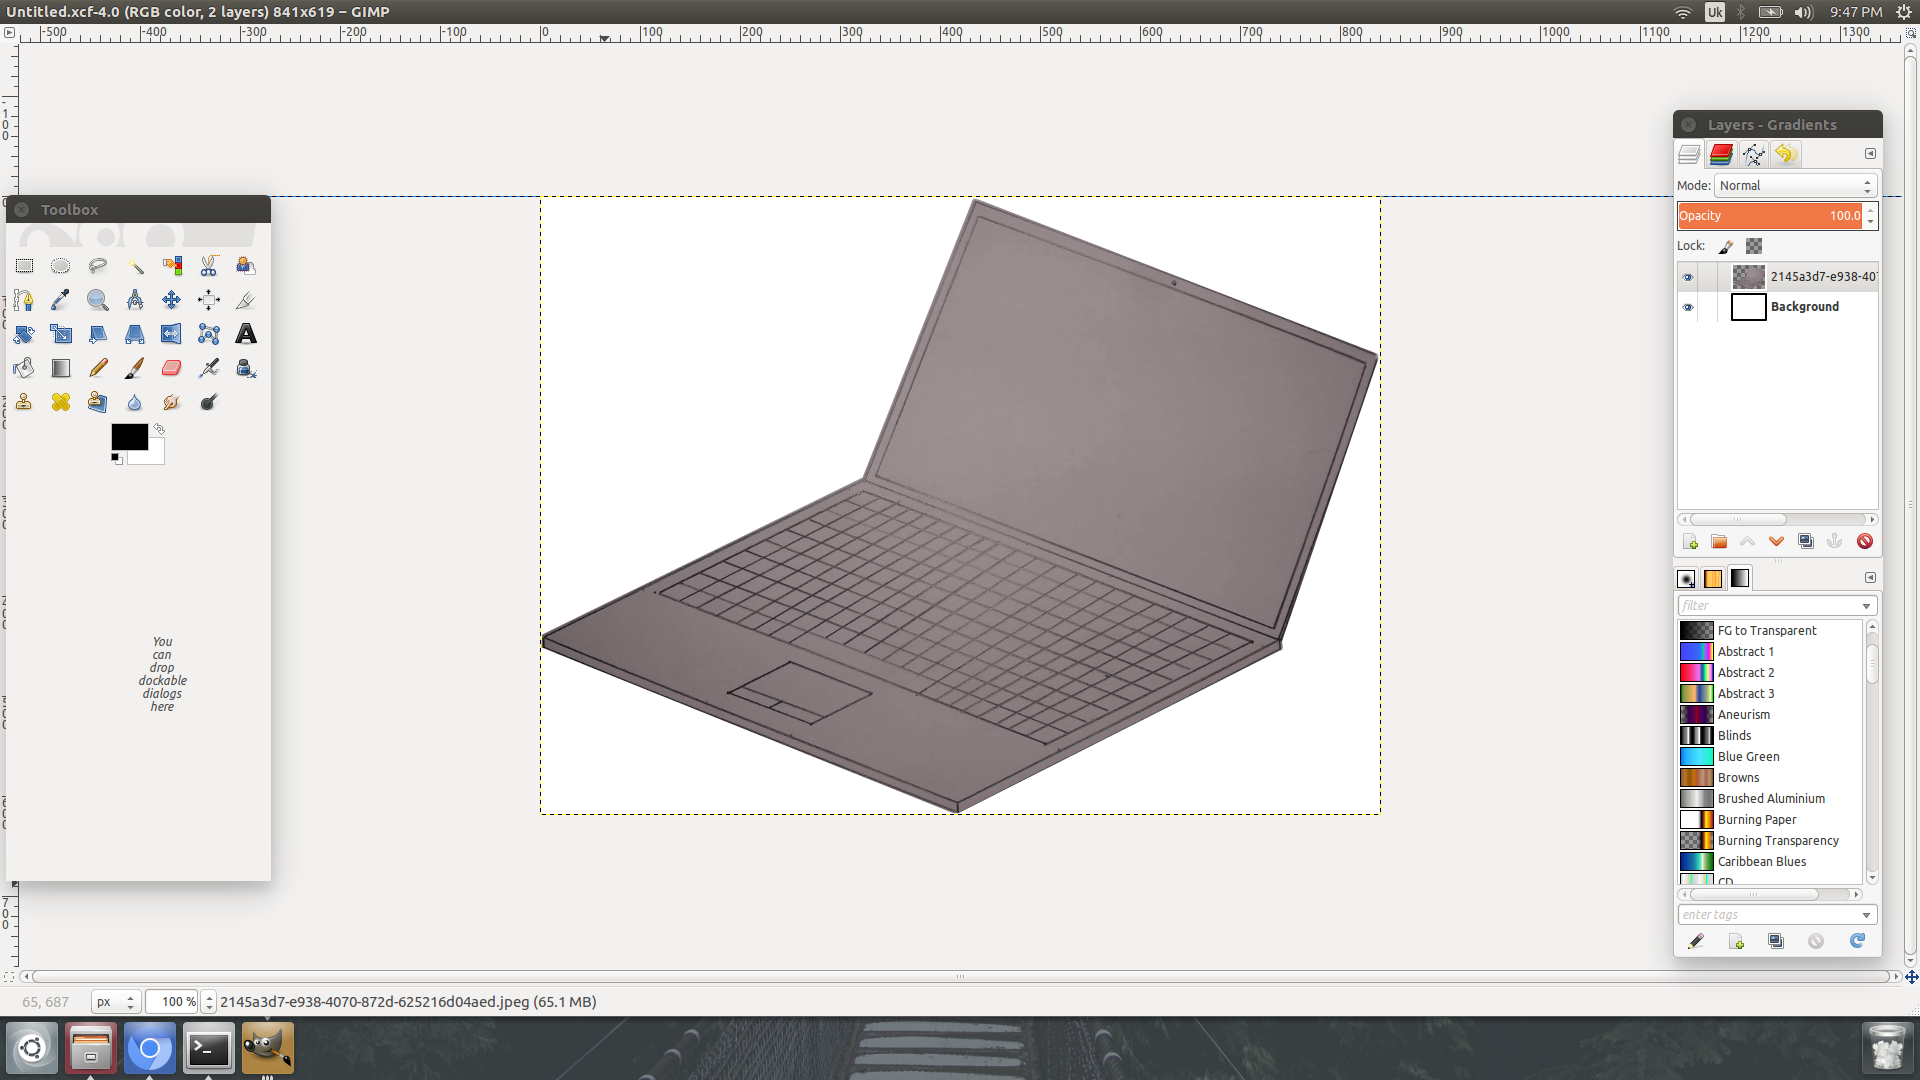 Untitled.xcf-4.0 (RGB color, 2 layers) 841x619 – GIMP
Uk
9:47 PM
-500 -400 -300 -200 -100 0 100 200 300 400 500 600 700 800 900 1000 1100 1200 1300
Toolbox
You
can
drop
dockable
dialogs
here
Layers - Gradients
Mode: Normal
Opacity 100.0
Lock:
2145a3d7-e938-407
Background
filter
FG to Transparent
Abstract 1
Abstract 2
Abstract 3
Aneurism
Blinds
Blue Green
Browns
Brushed Aluminium
Burning Paper
Burning Transparency
Caribbean Blues
CD
enter tags
65, 687
px
100 %
2145a3d7-e938-4070-872d-625216d04aed.jpeg (65.1 MB)